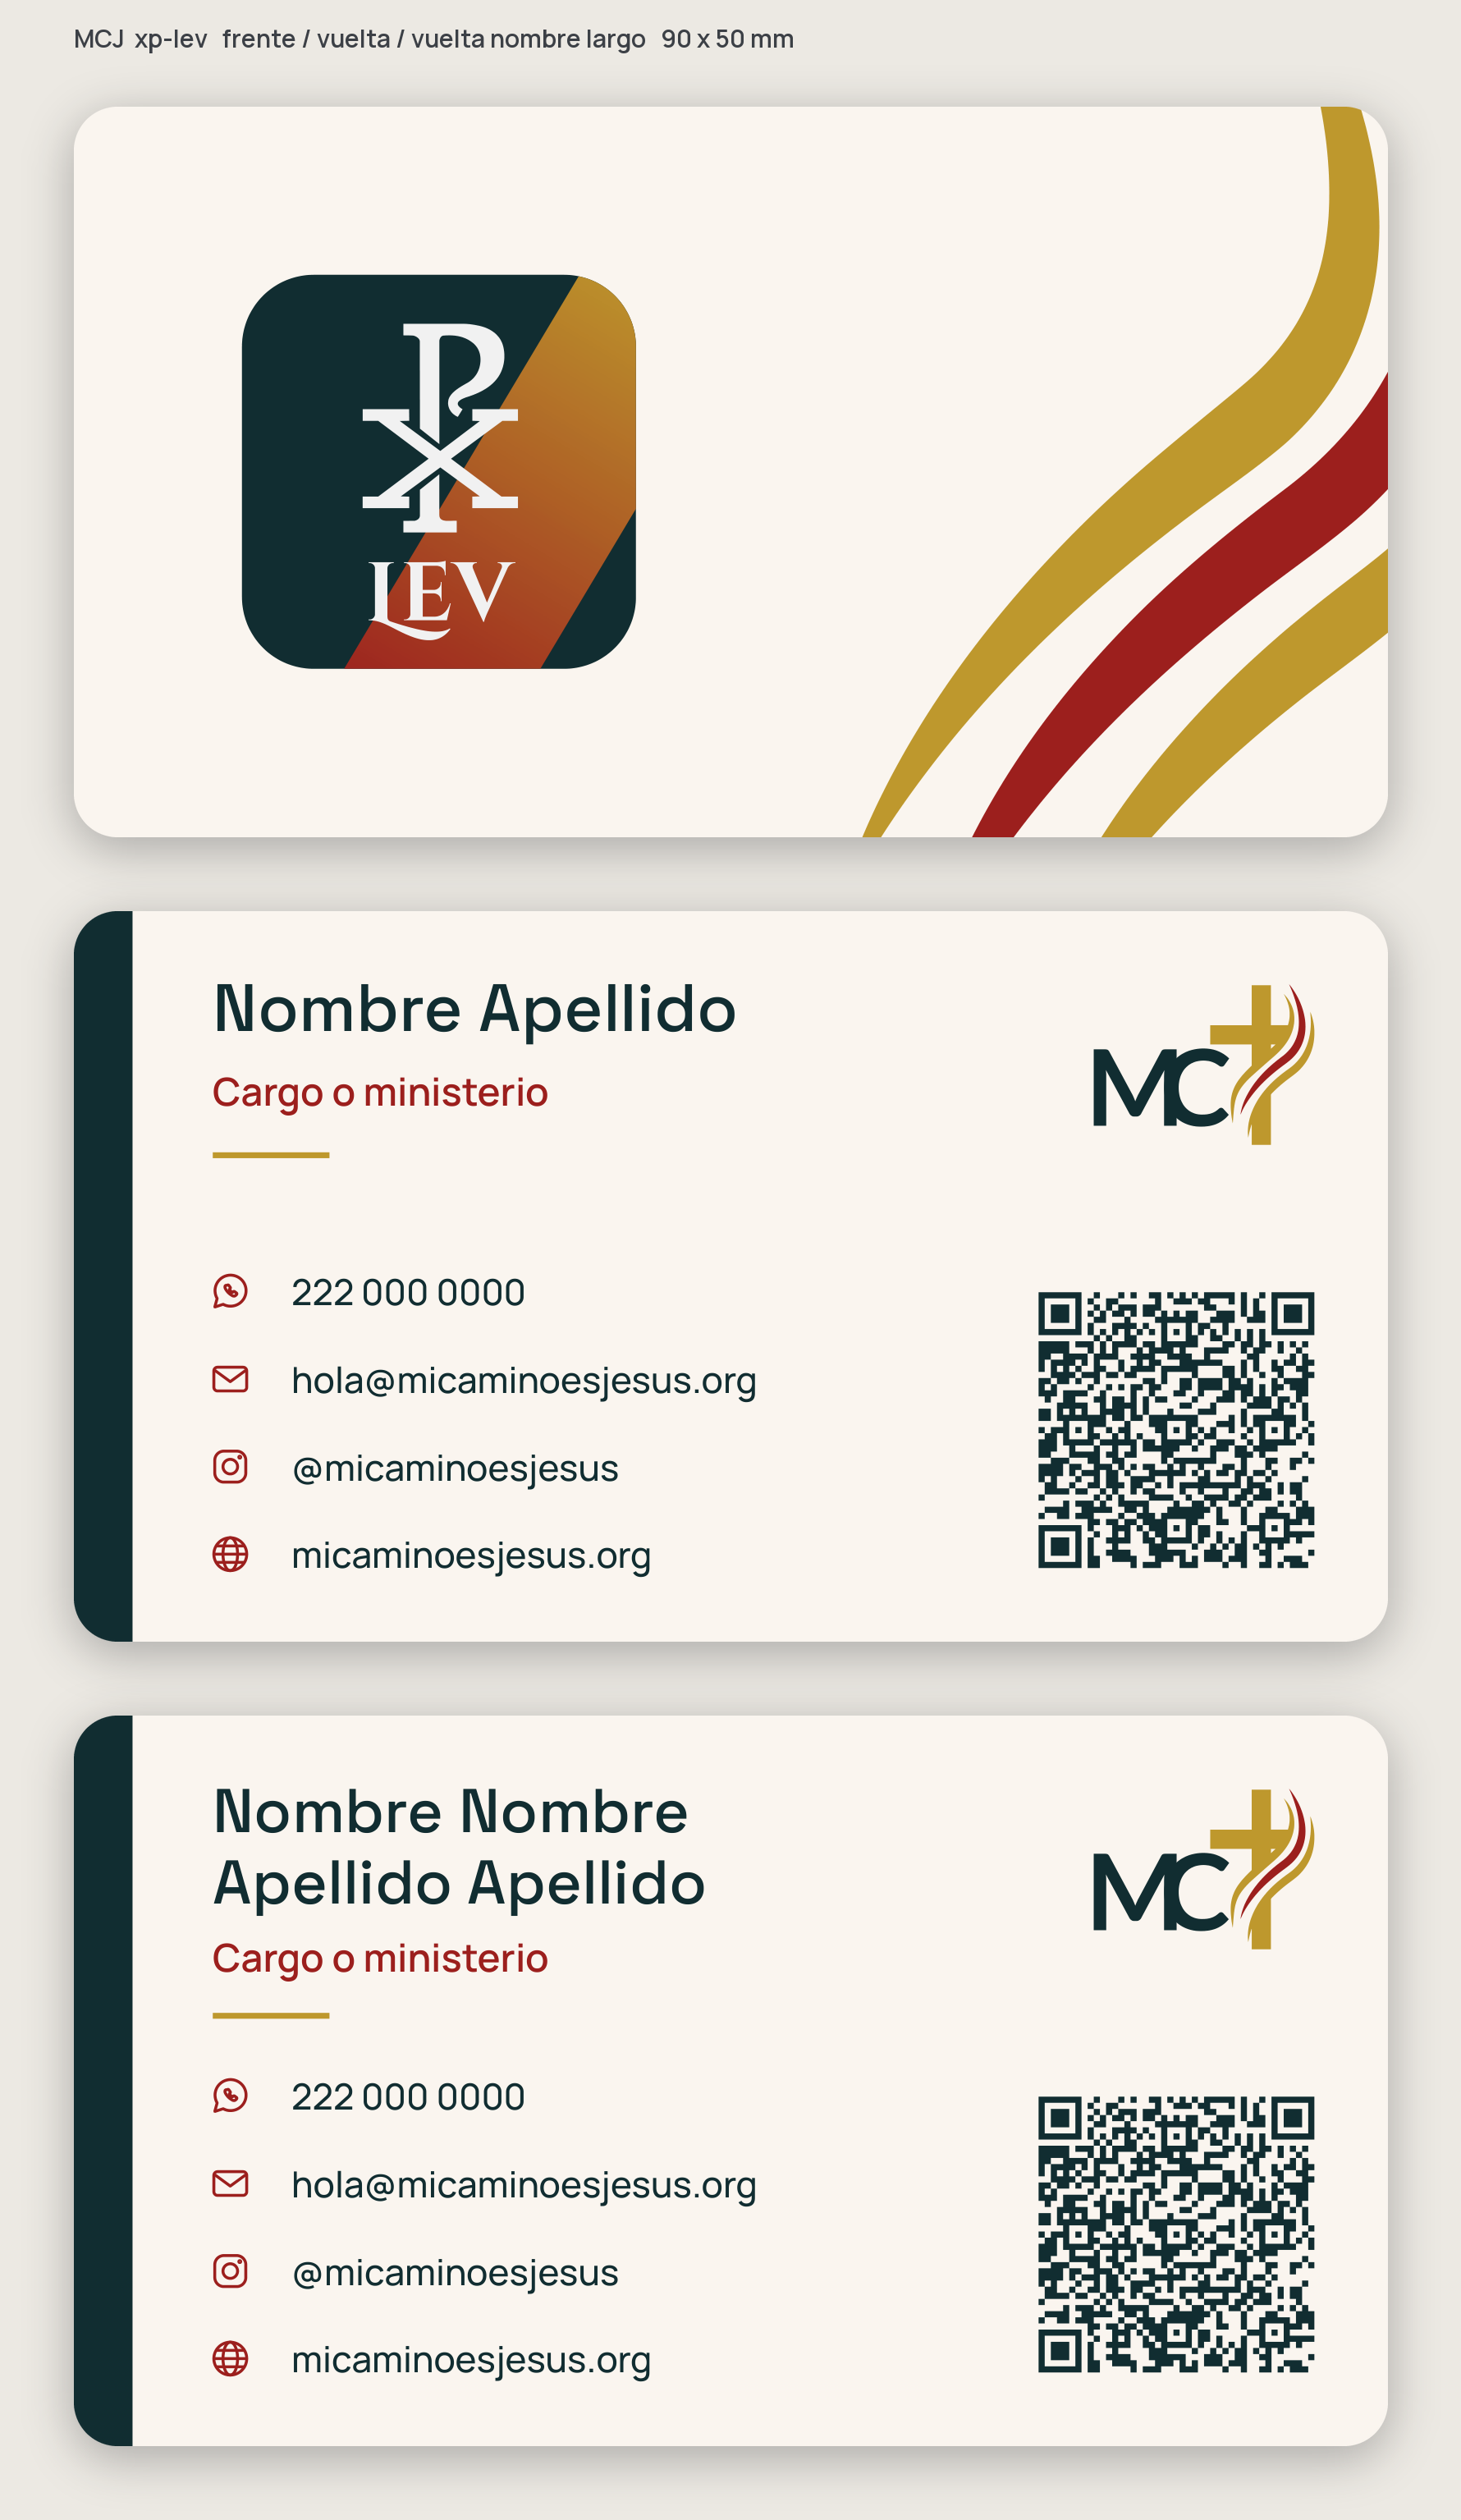 MCJ xp-lev frente / vuelta / vuelta nombre largo 90 x 50 mm
LEV
Nombre Apellido
Cargo o ministerio
MC
222 000 0000
hola@micaminoesjesus.org
@micaminoesjesus
micaminoesjesus.org
Nombre Nombre
Apellido Apellido
Cargo o ministerio
MC
222 000 0000
hola@micaminoesjesus.org
@micaminoesjesus
micaminoesjesus.org